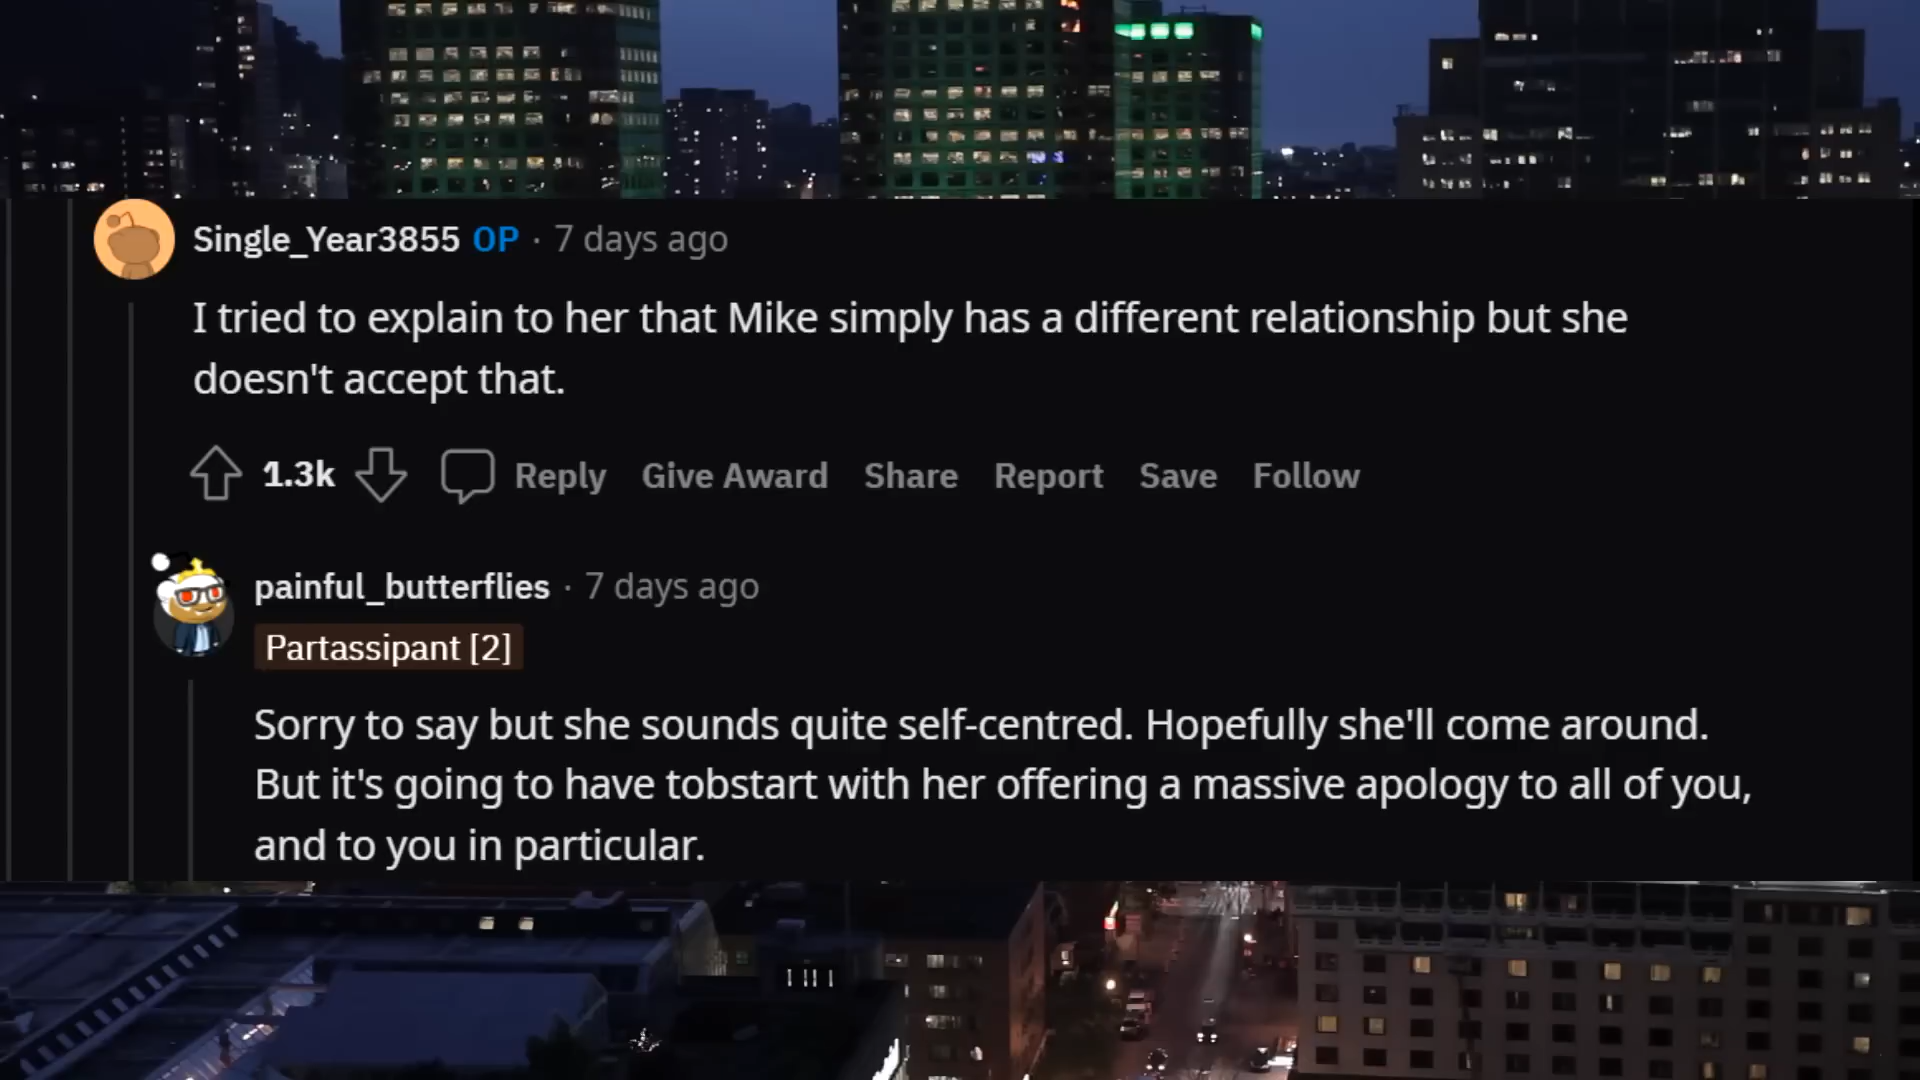 Single_Year3855 OP · 7 days ago
I tried to explain to her that Mike simply has a different relationship but she
doesn't accept that.
1.3k Reply Give Award Share Report Save Follow
painful_butterflies · 7 days ago
Partassipant [2]
Sorry to say but she sounds quite self-centred. Hopefully she'll come around.
But it's going to have tobstart with her offering a massive apology to all of you,
and to you in particular.